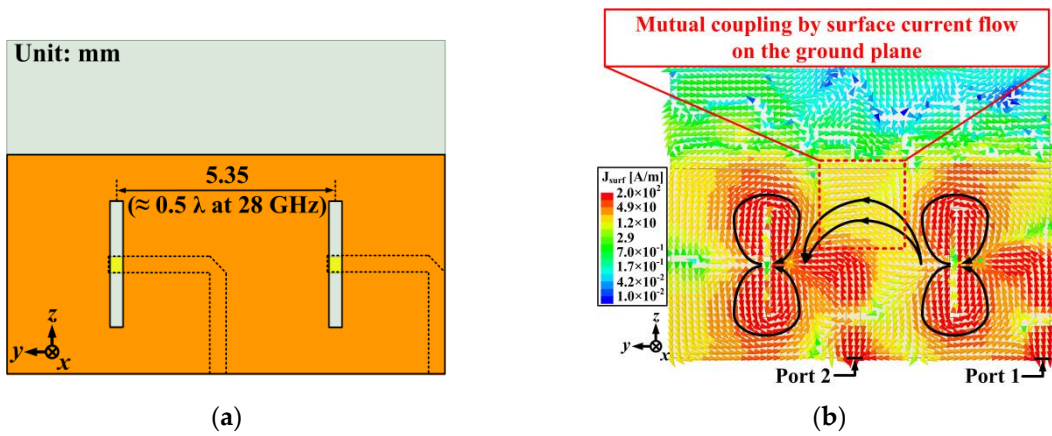 Unit: mm
5.35
(≈ 0.5 λ at 28 GHz)
z
y
x
(a)
Mutual coupling by surface current flow
on the ground plane
Jsurf [A/m]
2.0×10²
4.9×10
1.2×10
2.9
7.0×10⁻¹
1.7×10⁻¹
4.2×10⁻²
1.0×10⁻²
z
y
x
Port 2
Port 1
(b)